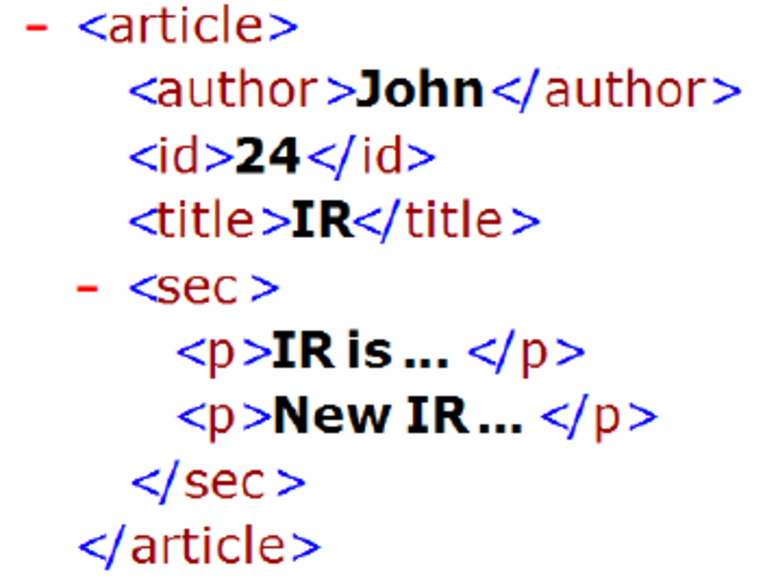 - <article>
<author>John</author>
<id>24</id>
<title>IR</title>
- <sec>
<p>IR is ... </p>
<p>New IR ... </p>
</sec>
</article>